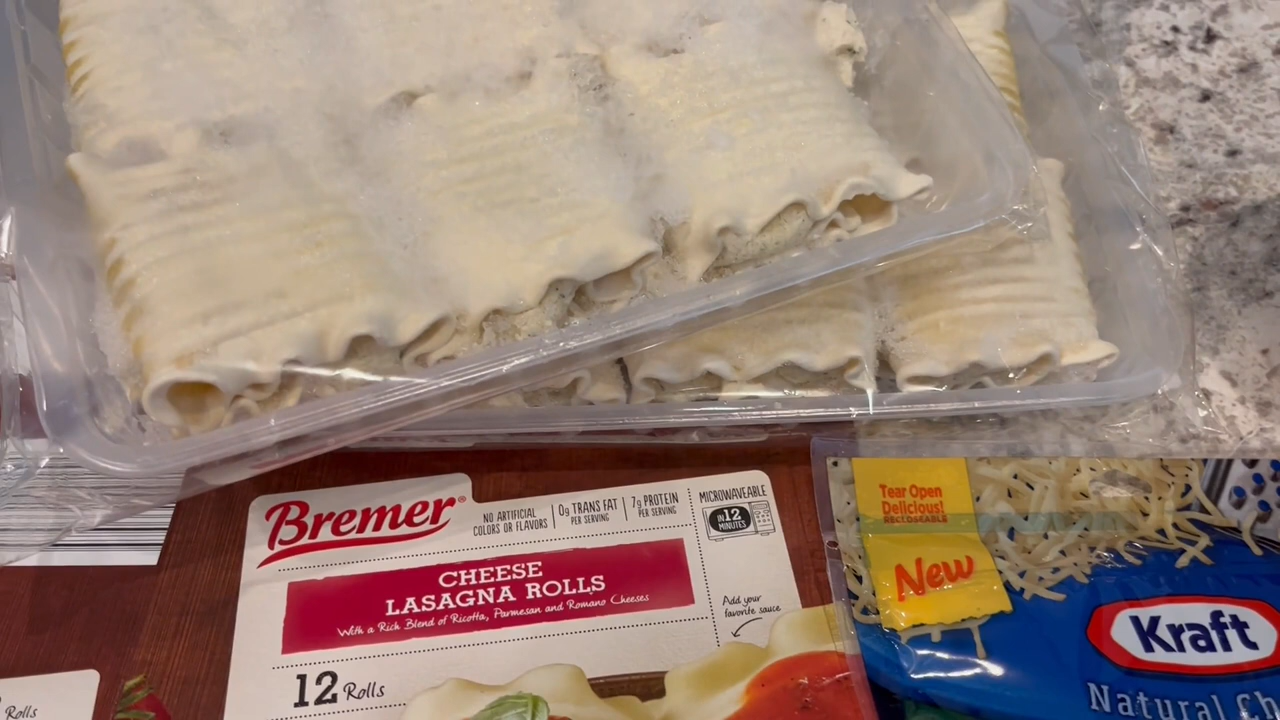 Bremer®
NO ARTIFICIAL
COLORS OR FLAVORS
0g TRANS FAT
PER SERVING
7g PROTEIN
PER SERVING
MICROWAVEABLE
IN 12
MINUTES
CHEESE
LASAGNA ROLLS
With a Rich Blend of Ricotta, Parmesan and Romano Cheeses
Add your
favorite sauce
12 Rolls
Rolls
Tear Open
Delicious!
RECLOSEABLE
New
Kraft
Natural Ch